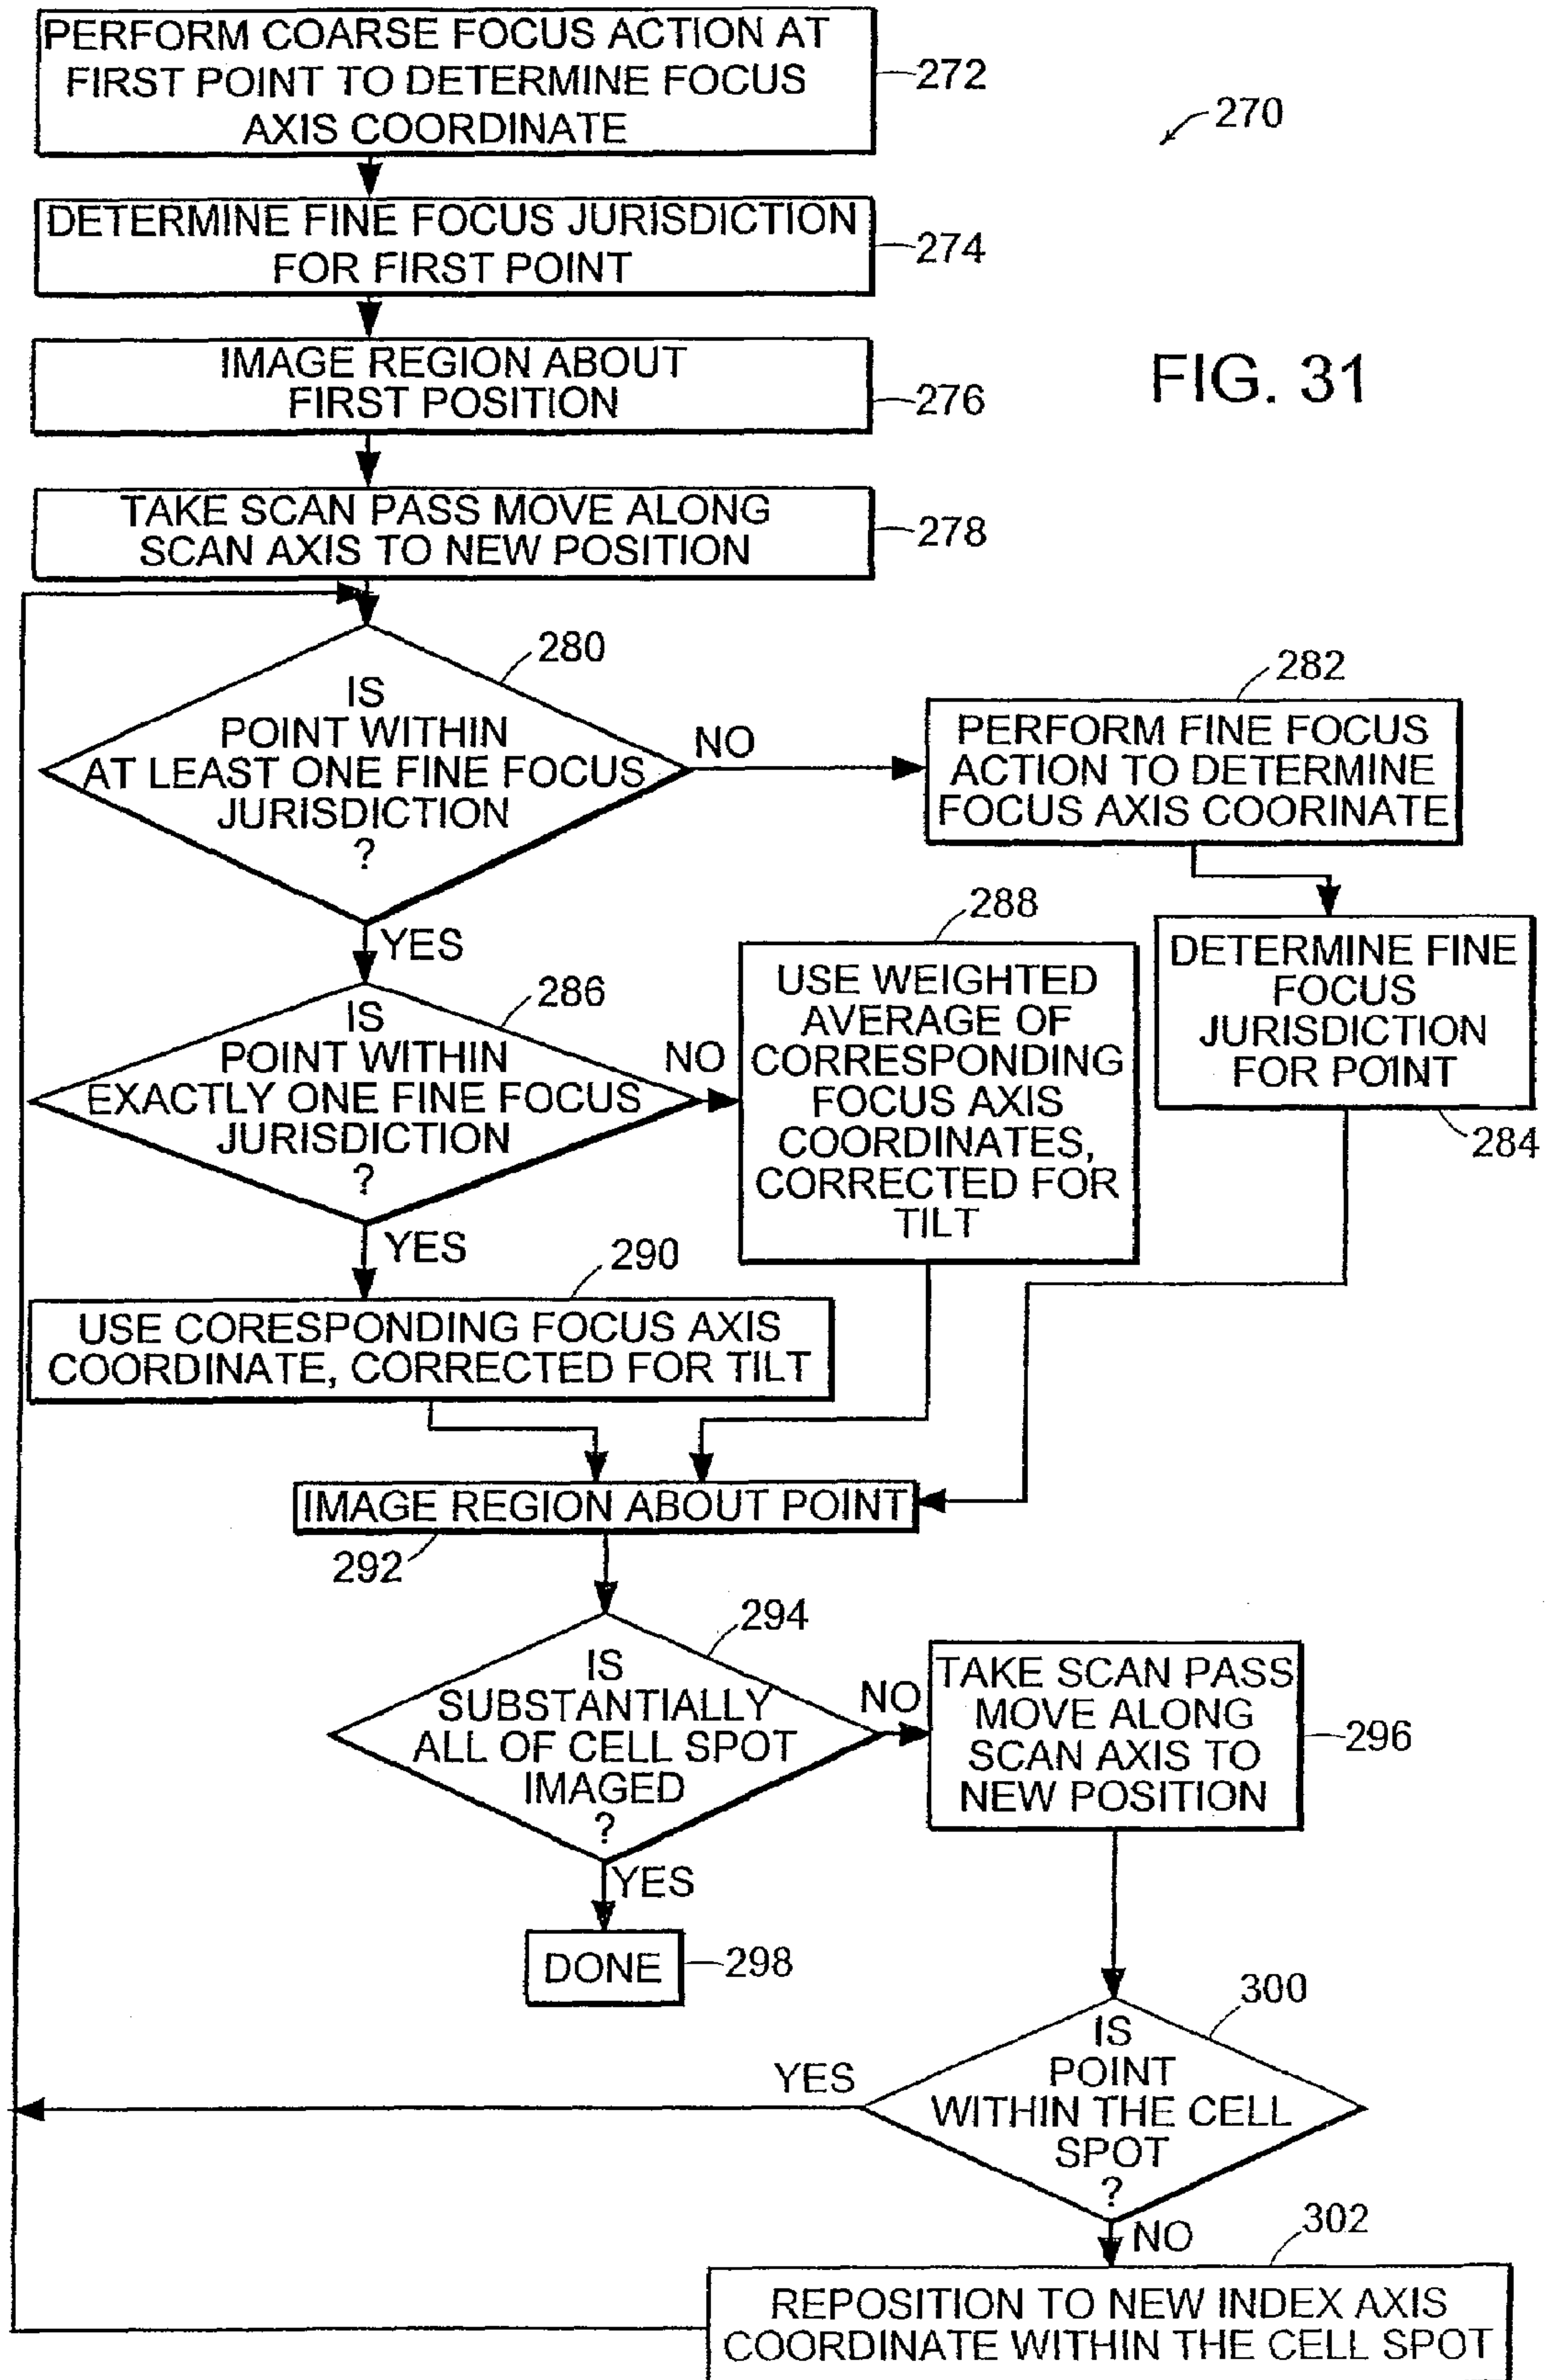 PERFORM COARSE FOCUS ACTION AT
FIRST POINT TO DETERMINE FOCUS
AXIS COORDINATE
272
270
DETERMINE FINE FOCUS JURISDICTION
FOR FIRST POINT
274
IMAGE REGION ABOUT
FIRST POSITION
276
FIG. 31
TAKE SCAN PASS MOVE ALONG
SCAN AXIS TO NEW POSITION
278
280
IS
POINT WITHIN
AT LEAST ONE FINE FOCUS
JURISDICTION
?
NO
YES
282
PERFORM FINE FOCUS
ACTION TO DETERMINE
FOCUS AXIS COORINATE
DETERMINE FINE
FOCUS
JURISDICTION
FOR POINT
284
286
IS
POINT WITHIN
EXACTLY ONE FINE FOCUS
JURISDICTION
?
NO
YES
288
USE WEIGHTED
AVERAGE OF
CORRESPONDING
FOCUS AXIS
COORDINATES,
CORRECTED FOR
TILT
290
USE CORESPONDING FOCUS AXIS
COORDINATE, CORRECTED FOR TILT
IMAGE REGION ABOUT POINT
292
294
IS
SUBSTANTIALLY
ALL OF CELL SPOT
IMAGED
?
NO
YES
TAKE SCAN PASS
MOVE ALONG
SCAN AXIS TO
NEW POSITION
296
DONE
298
300
IS
POINT
WITHIN THE CELL
SPOT
?
YES
NO
302
REPOSITION TO NEW INDEX AXIS
COORDINATE WITHIN THE CELL SPOT